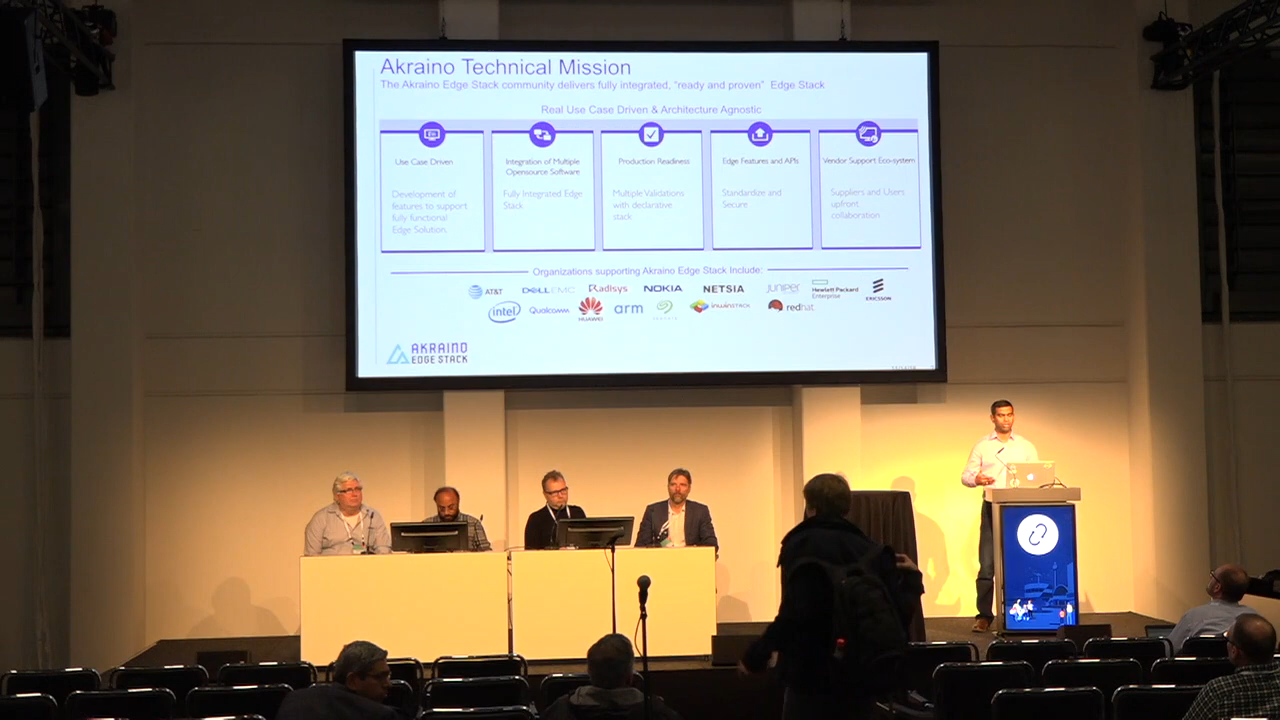 Akraino Technical Mission
The Akraino Edge Stack community delivers fully integrated, "ready and proven" Edge Stack
Real Use Case Driven & Architecture Agnostic
Use Case Driven
Development of
features to support
fully functional
Edge Solution.
Integration of Multiple
Opensource Software
Fully Integrated Edge
Stack
Production Readiness
Multiple Validations
with declarative
stack
Edge Features and APIs
Standardize and
Secure
Vendor Support Eco-system
Suppliers and Users
upfront
collaboration
Organizations supporting Akraino Edge Stack Include:
AT&T
DELLEMC
Radisys
NOKIA
NETSIA
JUNIPER
Hewlett Packard
Enterprise
ERICSSON
intel
Qualcomm
HUAWEI
arm
inwinSTACK
redhat
AKRAINO
EDGE STACK